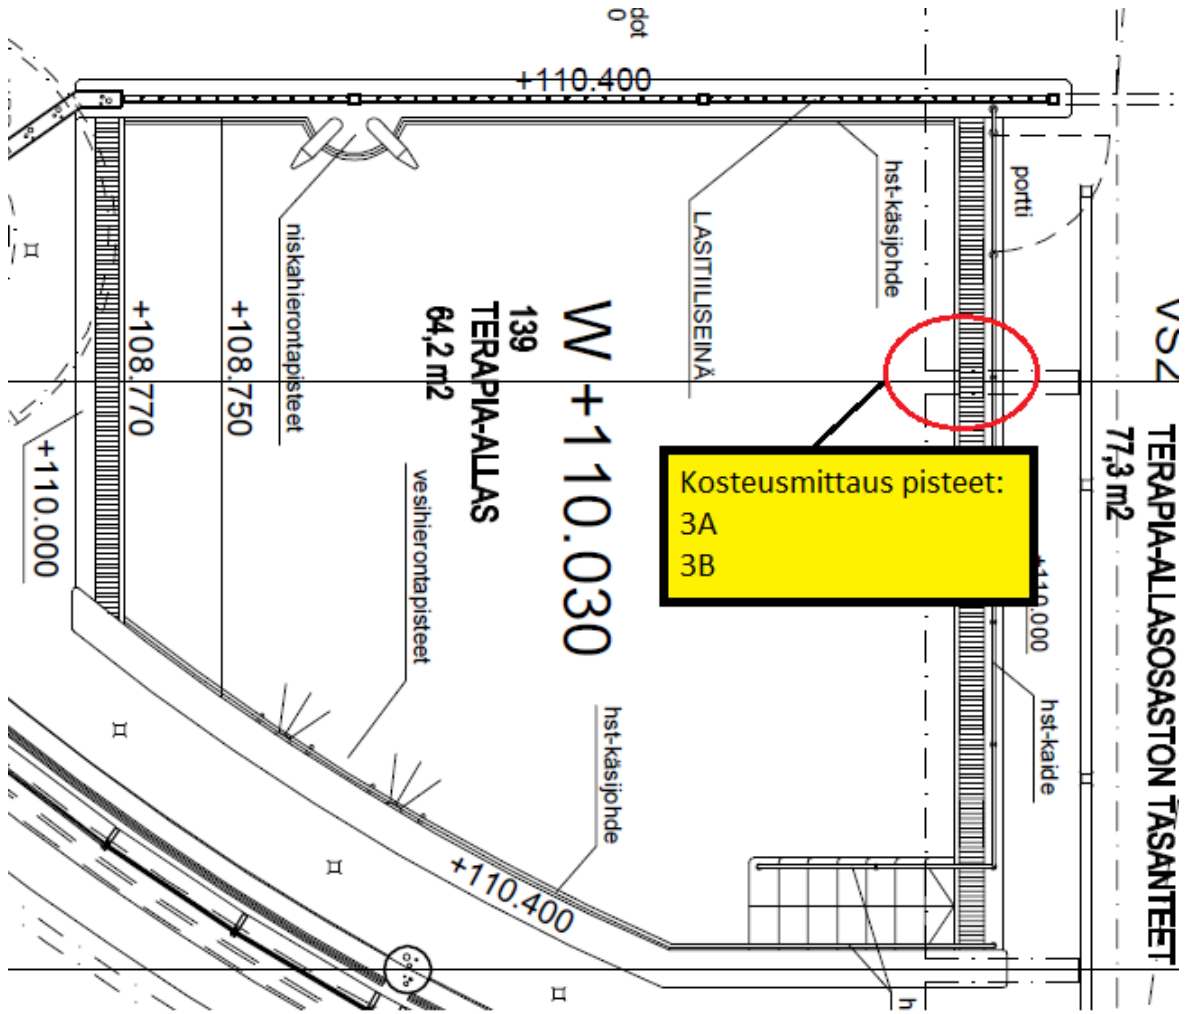 dot
0
+110.400
portti
hst-käsijohde
LASITIILISEINÄ
niskahierontapisteet
W +110.030
139
TERAPIA-ALLAS
64,2 m2
+108.750
+108.770
+110.000
VS2
TERAPIA-ALLASOSASTON TASANTEET
77,3 m2
Kosteusmittaus pisteet:
3A
3B
+110.000
vesihierontapisteet
hst-käsijohde
hst-kaide
+110.400
h